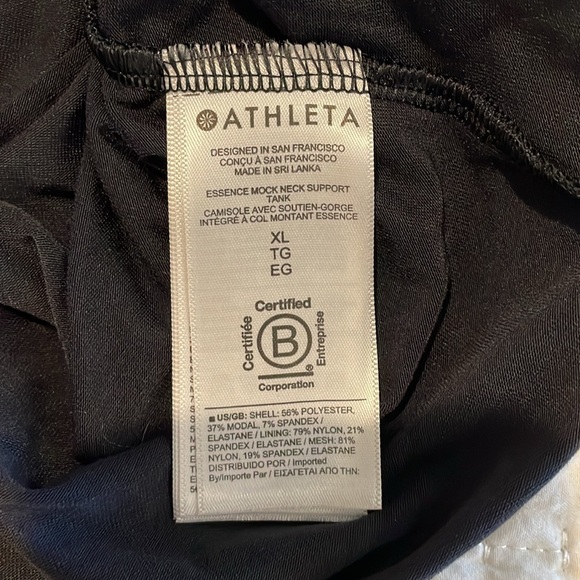 ATHLETA
DESIGNED IN SAN FRANCISCO
CONÇU À SAN FRANCISCO
MADE IN SRI LANKA
ESSENCE MOCK NECK SUPPORT
TANK
CAMISOLE AVEC SOUTIEN-GORGE
INTÉGRÉ À COL MONTANT ESSENCE
XL
TG
EG
Certified
Certifiée
B
Entreprise
®
Corporation
US/GB: SHELL: 56% POLYESTER,
37% MODAL, 7% SPANDEX /
ELASTANE / LINING: 79% NYLON, 21%
SPANDEX / ELASTANE / MESH: 81%
NYLON, 19% SPANDEX / ELASTANE
DISTRIBUIDO POR / Imported
By/Importe Par / ΕΙΣΑΓΕΤΑΙ ΑΠΟ ΤΗΝ: